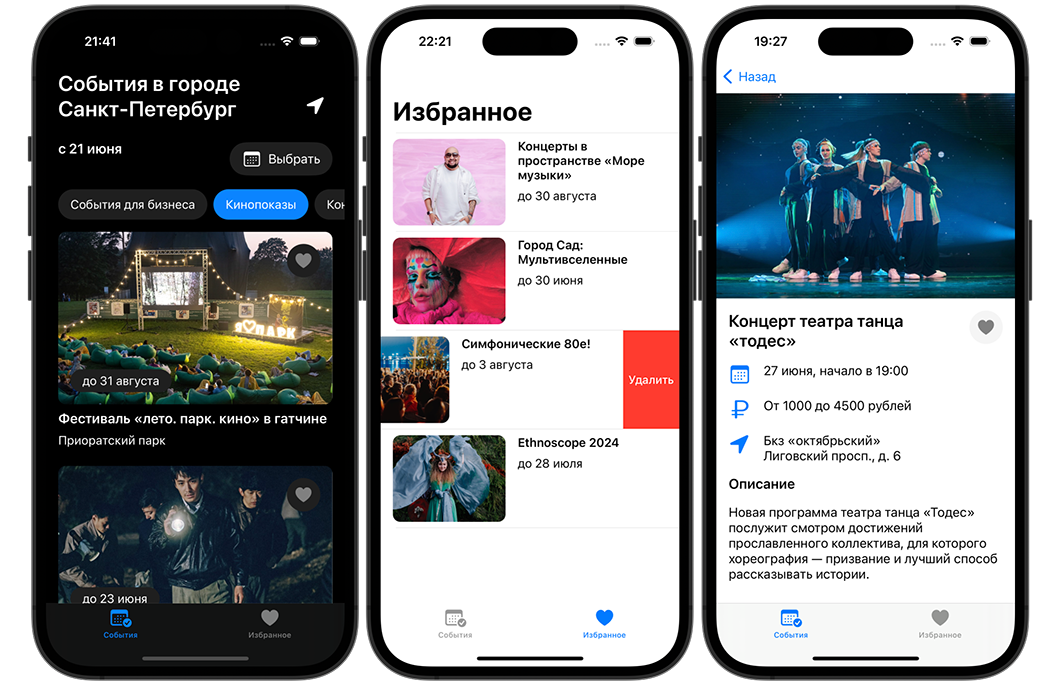 21:41
События в городе
Санкт-Петербург
с 21 июня
Выбрать
События для бизнеса
Кинопоказы
Кон
Я ПАРК
до 31 августа
Фестиваль «лето. парк. кино» в гатчине
Приоратский парк
до 23 июня
События
Избранное
22:21
Избранное
Концерты в
пространстве «Море
музыки»
до 30 августа
Город Сад:
Мультивселенные
до 30 июня
Симфонические 80е!
до 3 августа
Удалить
Ethnoscope 2024
до 28 июля
События
Избранное
19:27
Назад
Концерт театра танца
«тодес»
27 июня, начало в 19:00
От 1000 до 4500 рублей
Бкз «октябрьский»
Лиговский просп., д. 6
Описание
Новая программа театра танца «Тодес»
послужит смотром достижений
прославленного коллектива, для которого
хореография — призвание и лучший способ
рассказывать истории.
События
Избранное